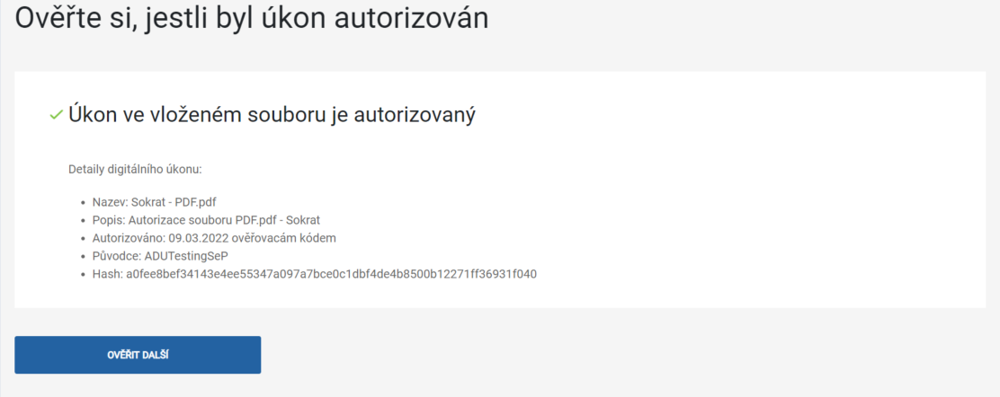 Ověřte si, jestli byl úkon autorizován
Úkon ve vloženém souboru je autorizovaný
Detaily digitálního úkonu:
Nazev: Sokrat - PDF.pdf
Popis: Autorizace souboru PDF.pdf - Sokrat
Autorizováno: 09.03.2022 ověřovacám kódem
Původce: ADUTestingSeP
Hash: a0fee8bef34143e4ee55347a097a7bce0c1dbf4de4b8500b12271ff36931f040
OVĚŘIT DALŠÍ